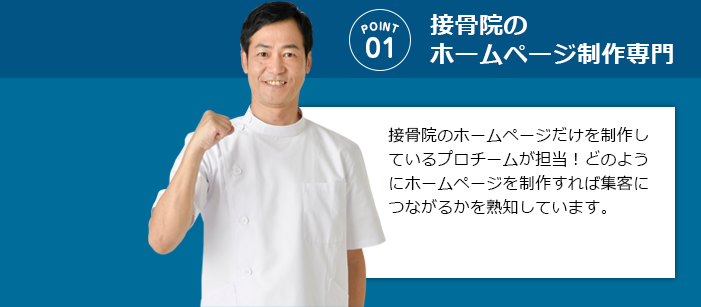 POINT
01
接骨院の
ホームページ制作専門
接骨院のホームページだけを制作し
ているプロチームが担当！どのよう
にホームページを制作すれば集客に
つながるかを熟知しています。